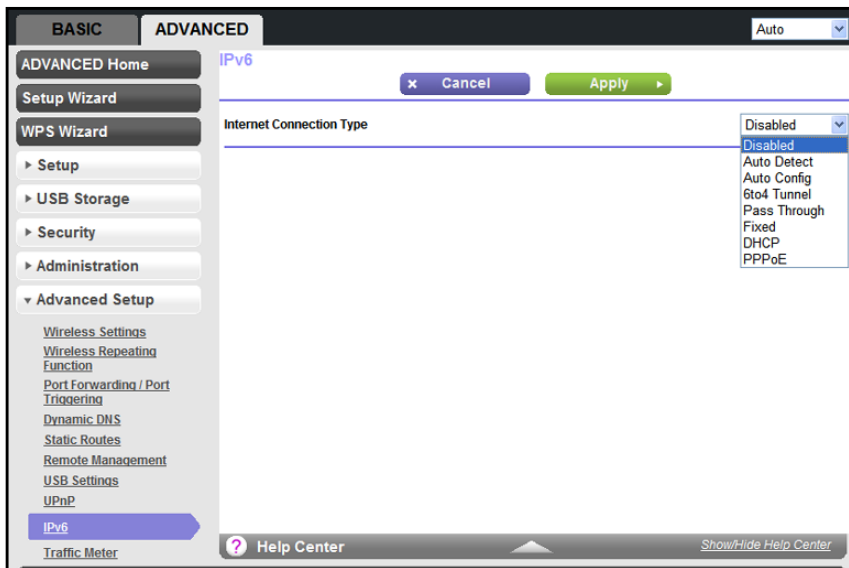 BASIC
ADVANCED
Auto
ADVANCED Home
Setup Wizard
WPS Wizard
Setup
USB Storage
Security
Administration
Advanced Setup
Wireless Settings
Wireless Repeating
Function
Port Forwarding / Port
Triggering
Dynamic DNS
Static Routes
Remote Management
USB Settings
UPnP
IPv6
Traffic Meter
IPv6
x Cancel
Apply
Internet Connection Type
Disabled
Disabled
Auto Detect
Auto Config
6to4 Tunnel
Pass Through
Fixed
DHCP
PPPoE
? Help Center
Show/Hide Help Center